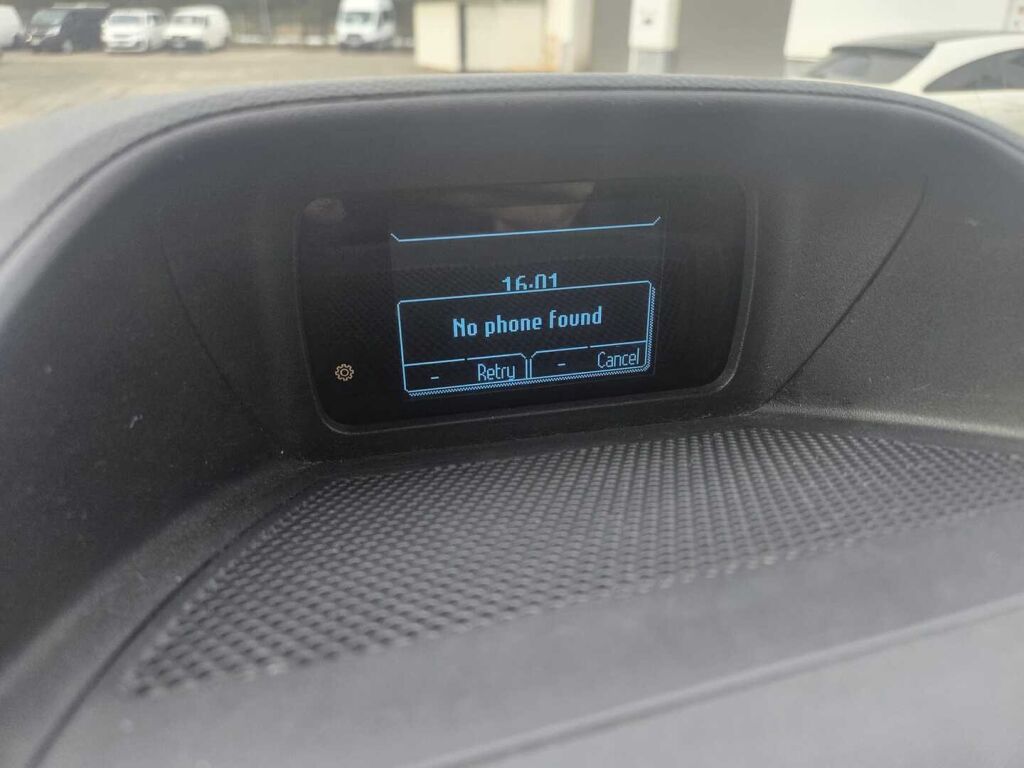 16:01
No phone found
- Retry - Cancel